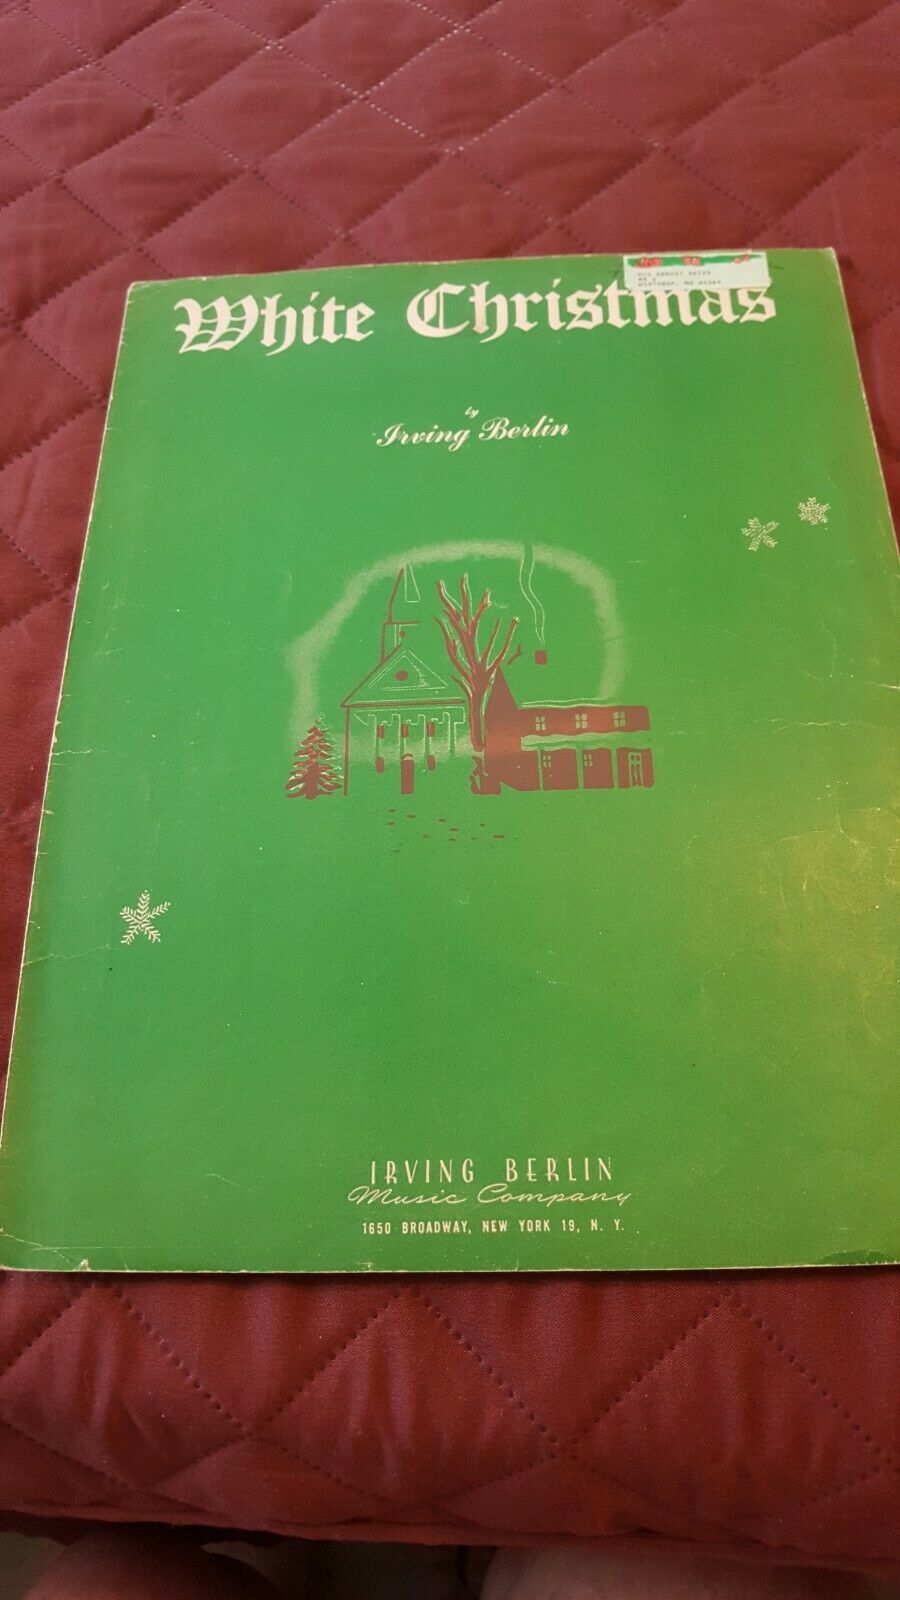 White Christmas
by
Irving Berlin
IRVING BERLIN
Music Company
1650 BROADWAY, NEW YORK 19, N. Y.